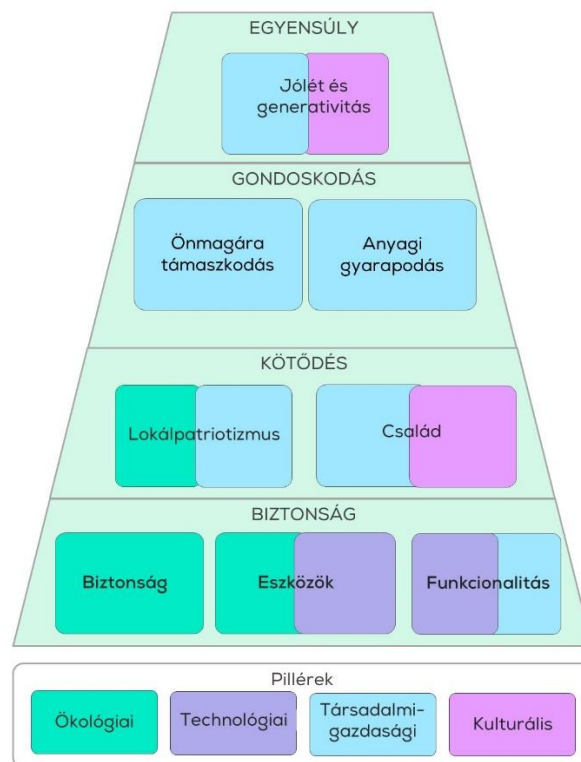 EGYENSÚLY
Jólét és
generativitás
GONDOSKODÁS
Önmagára
támaszkodás
Anyagi
gyarapodás
KÖTŐDÉS
Lokálpatriotizmus
Család
BIZTONSÁG
Biztonság
Eszközök
Funkcionalitás
Pillérek
Ökológiai
Technológiai
Társadalmi-
gazdasági
Kulturális